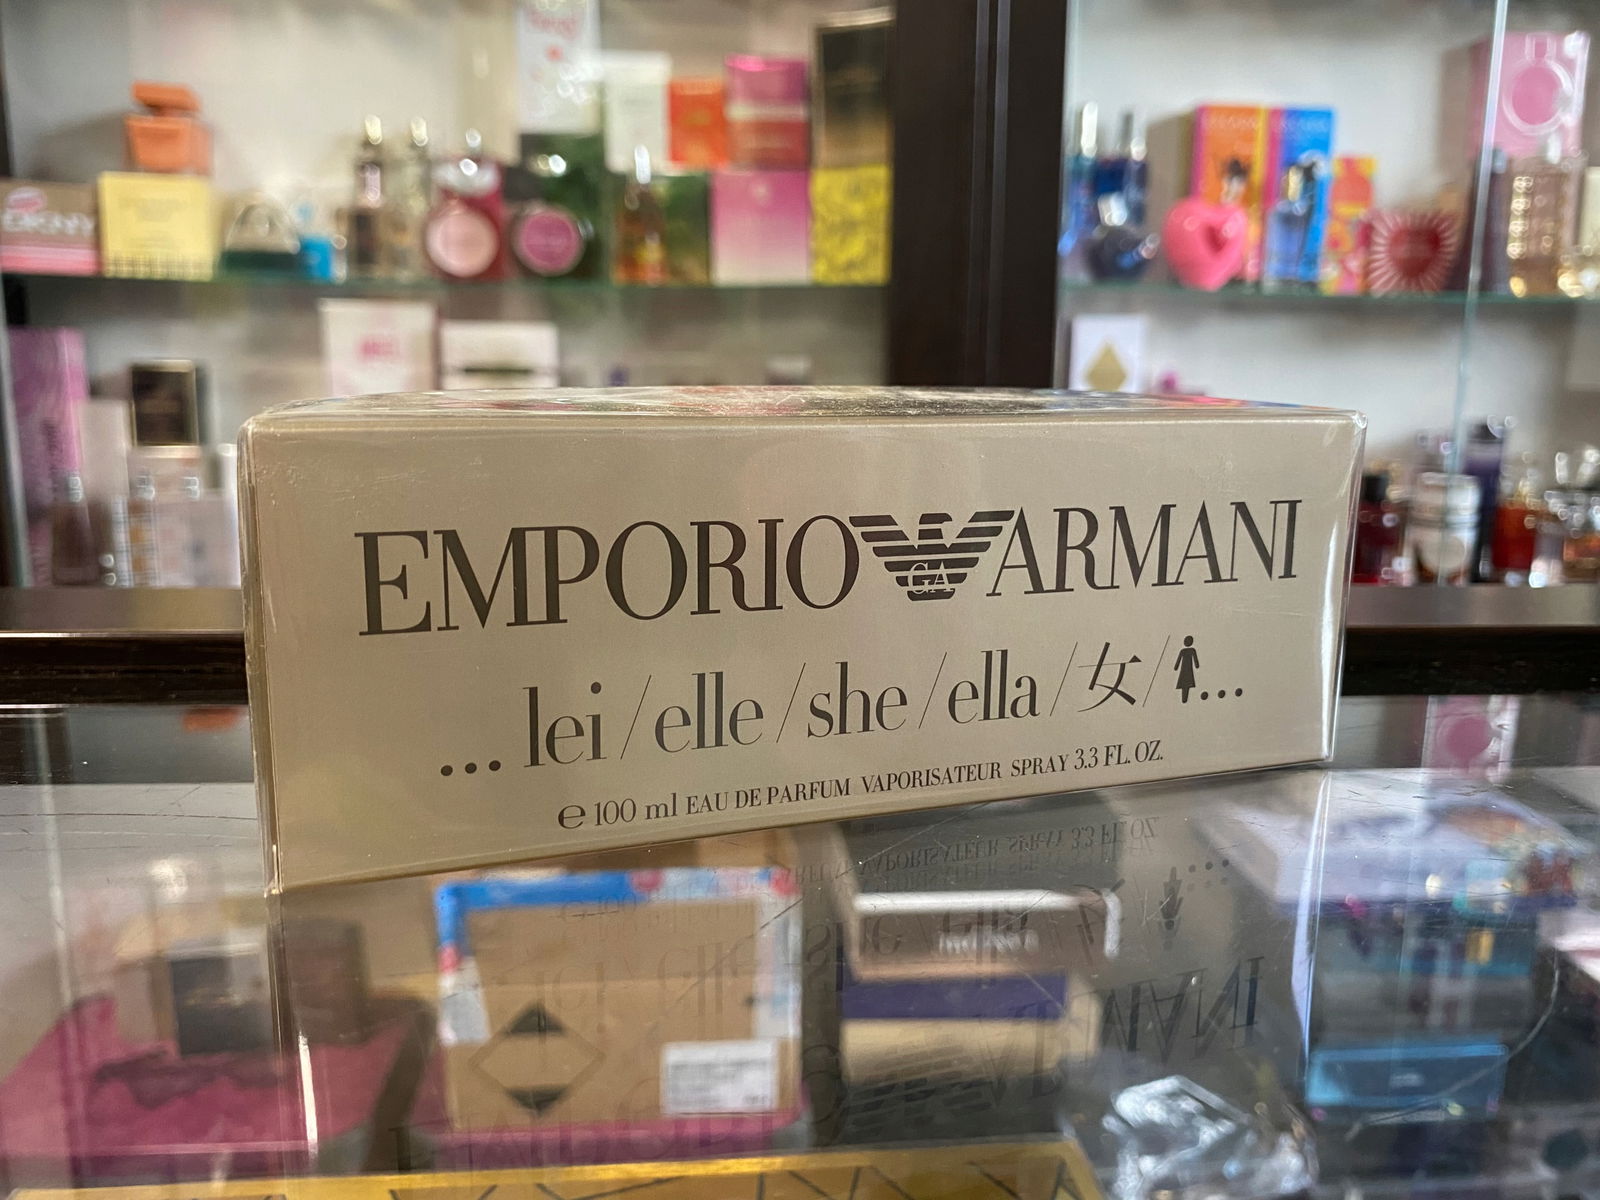 EMPORIO GA ARMANI
... lei / elle / she / ella / 女 / ...
e 100 ml EAU DE PARFUM VAPORISATEUR SPRAY 3.3 FL. OZ.
DKNY